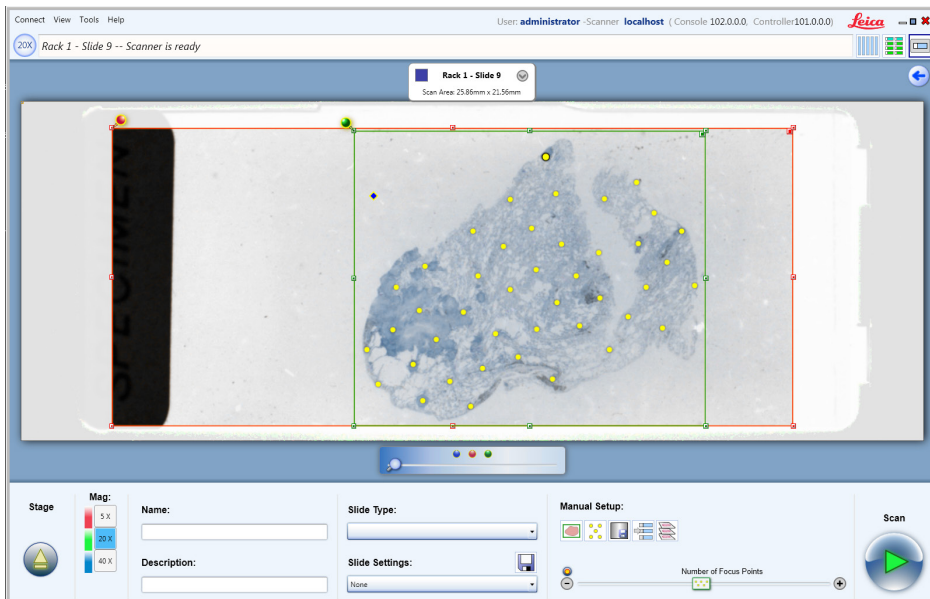 Connect View Tools Help
User: administrator -Scanner localhost ( Console 102.0.0.0, Controller101.0.0.0)
Leica
20X
Rack 1 - Slide 9 -- Scanner is ready
Rack 1 - Slide 9
Scan Area: 25.86mm x 21.56mm
SPECIMEN
Stage
Mag:
5 X
20 X
40 X
Name:
Description:
Slide Type:
Slide Settings:
None
Manual Setup:
Number of Focus Points
Scan